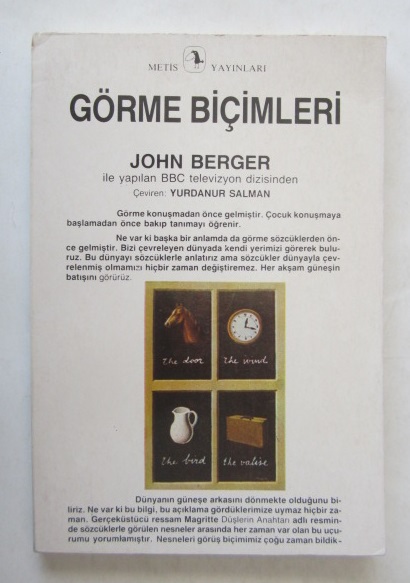 METİS YAYINLARI
GÖRME BİÇİMLERİ
JOHN BERGER
ile yapılan BBC televizyon dizisinden
Çeviren: YURDANUR SALMAN
Görme konuşmadan önce gelmiştir. Çocuk konuşmaya
başlamadan önce bakıp tanımayı öğrenir.
Ne var ki başka bir anlamda da görme sözcüklerden ön-
ce gelmiştir. Bizi çevreleyen dünyada kendi yerimizi görerek bulu-
ruz. Bu dünyayı sözcüklerle anlatırız ama sözcükler dünyayla çev-
relenmiş olmamızı hiçbir zaman değiştiremez. Her akşam güneşin
batışını görürüz.
the door
the wind
the bird
the valise
Dünyanın güneşe arkasını dönmekte olduğunu bi-
liriz. Ne var ki bu bilgi, bu açıklama gördüklerimize uymaz hiçbir za-
man. Gerçeküstücü ressam Magritte Düşlerin Anahtarı adlı resmin-
de sözcüklerle görülen nesneler arasında her zaman var olan bu uçu-
rumu yorumlamıştır. Nesneleri görüş biçimimiz çoğu zaman bildik-